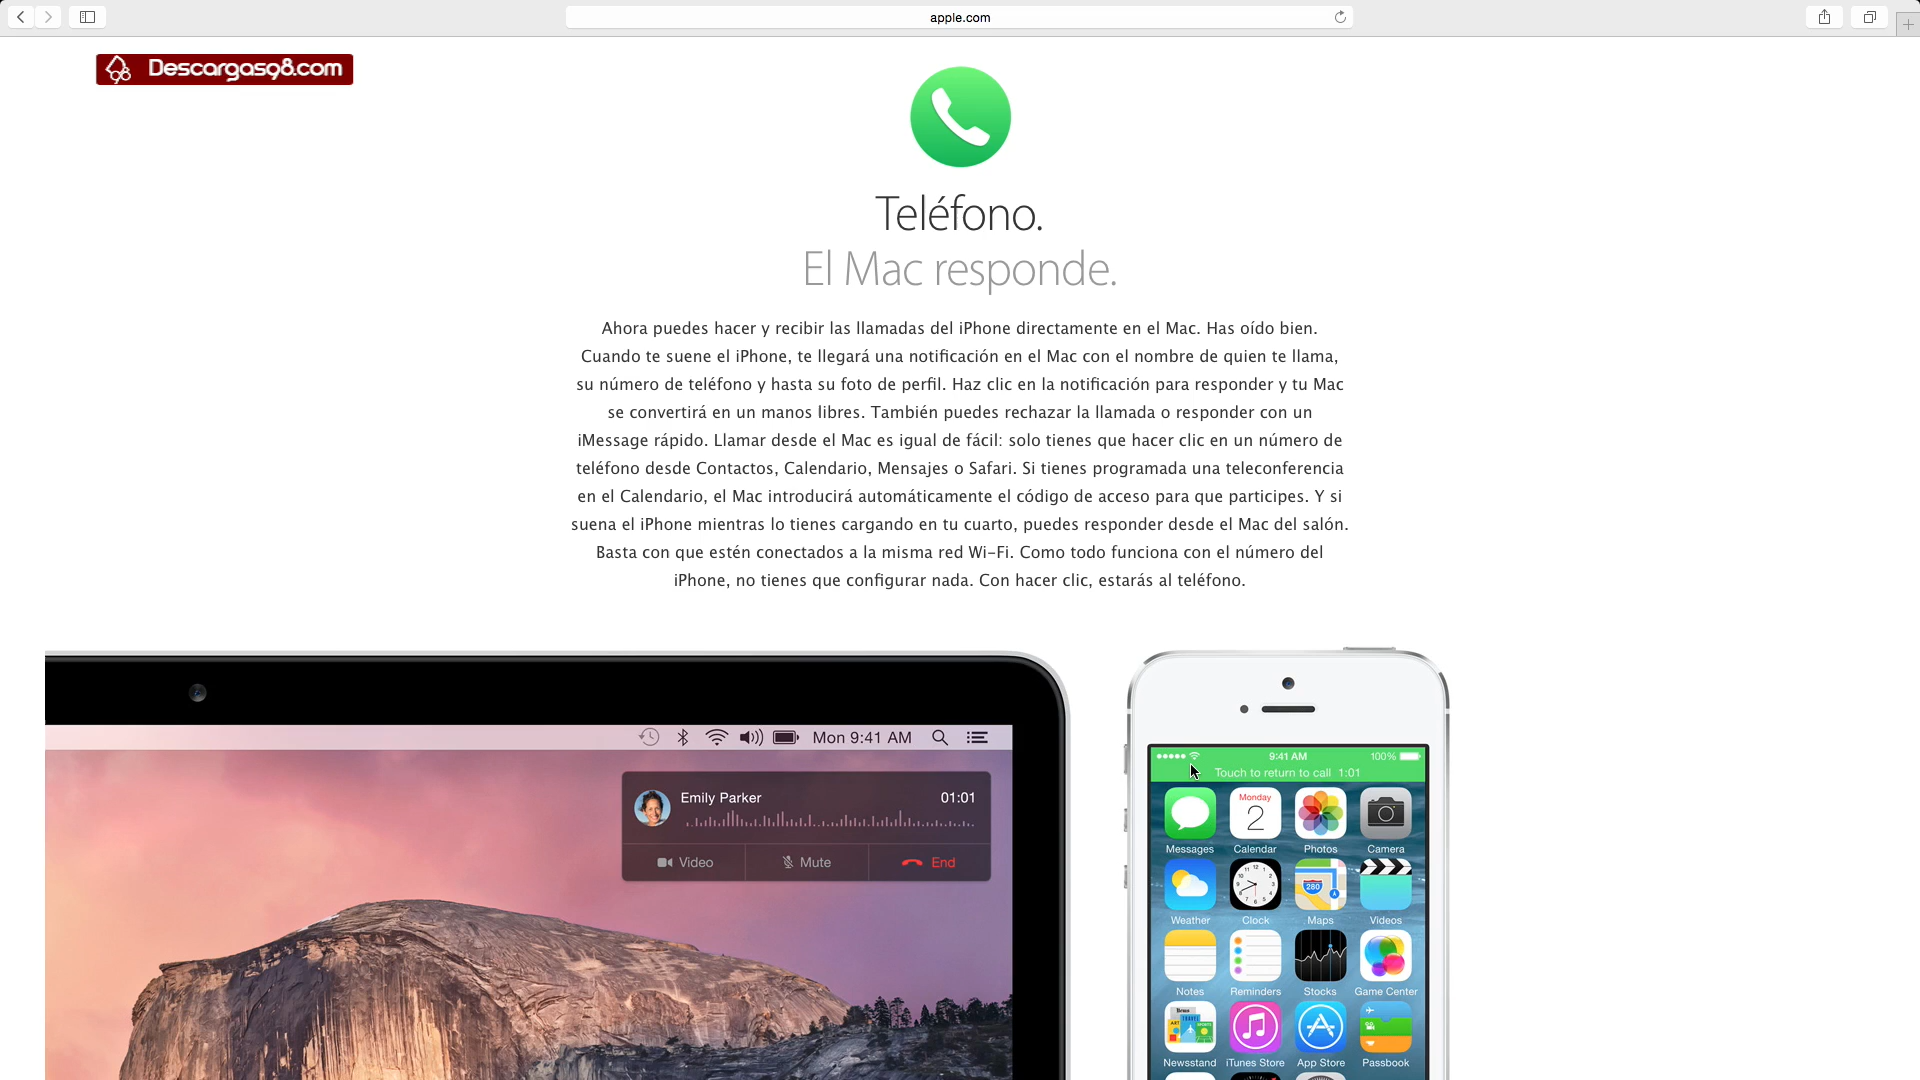 apple.com
Descargas98.com
Teléfono.
El Mac responde.
Ahora puedes hacer y recibir las llamadas del iPhone directamente en el Mac. Has oído bien.
Cuando te suene el iPhone, te llegará una notificación en el Mac con el nombre de quien te llama,
su número de teléfono y hasta su foto de perfil. Haz clic en la notificación para responder y tu Mac
se convertirá en un manos libres. También puedes rechazar la llamada o responder con un
iMessage rápido. Llamar desde el Mac es igual de fácil: solo tienes que hacer clic en un número de
teléfono desde Contactos, Calendario, Mensajes o Safari. Si tienes programada una teleconferencia
en el Calendario, el Mac introducirá automáticamente el código de acceso para que participes. Y si
suena el iPhone mientras lo tienes cargando en tu cuarto, puedes responder desde el Mac del salón.
Basta con que estén conectados a la misma red Wi-Fi. Como todo funciona con el número del
iPhone, no tienes que configurar nada. Con hacer clic, estarás al teléfono.
Mon 9:41 AM
Emily Parker 01:01
Video Mute End
9:41 AM 100%
Touch to return to call 1:01
Monday
2
Messages Calendar Photos Camera
280
Weather Clock Maps Videos
Notes Reminders Stocks Game Center
News
Newsstand iTunes Store App Store Passbook